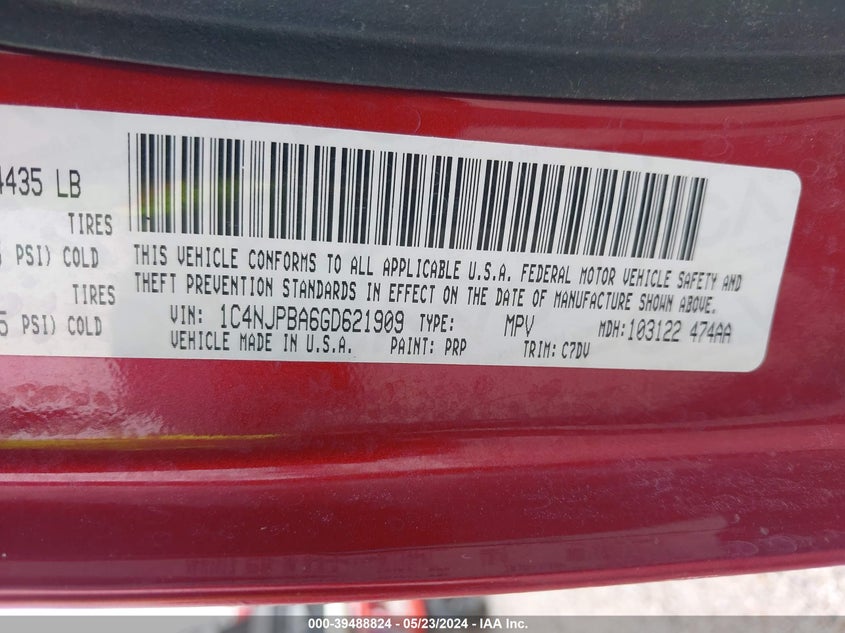 4435 LB
TIRES
PSI) COLD
TIRES
5 PSI) COLD
THIS VEHICLE CONFORMS TO ALL APPLICABLE U.S.A. FEDERAL MOTOR VEHICLE SAFETY AND
THEFT PREVENTION STANDARDS IN EFFECT ON THE DATE OF MANUFACTURE SHOWN ABOVE.
VIN: 1C4NJPBA6GD621909 TYPE: MPV MDH: 103122 474AA
VEHICLE MADE IN U.S.A. PAINT: PRP TRIM: C7DV
000-39488824 - 05/23/2024 - IAA Inc.